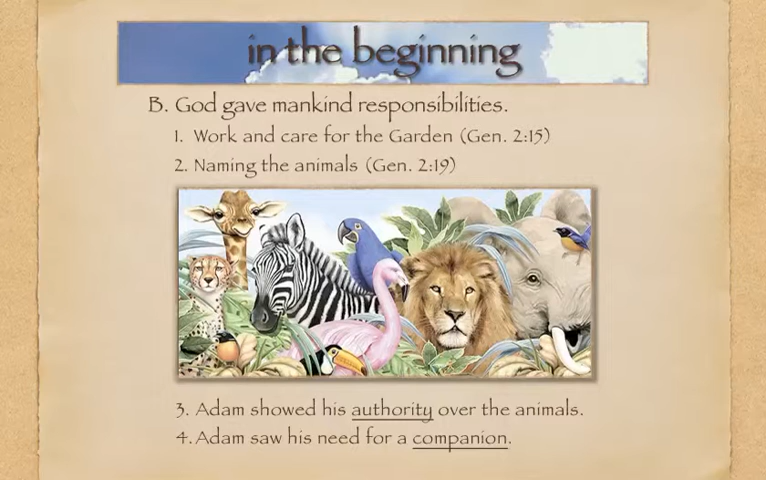 in the beginning
B. God gave mankind responsibilities.
1. Work and care for the Garden (Gen. 2:15)
2. Naming the animals (Gen. 2:19)
3. Adam showed his authority over the animals.
4. Adam saw his need for a companion.